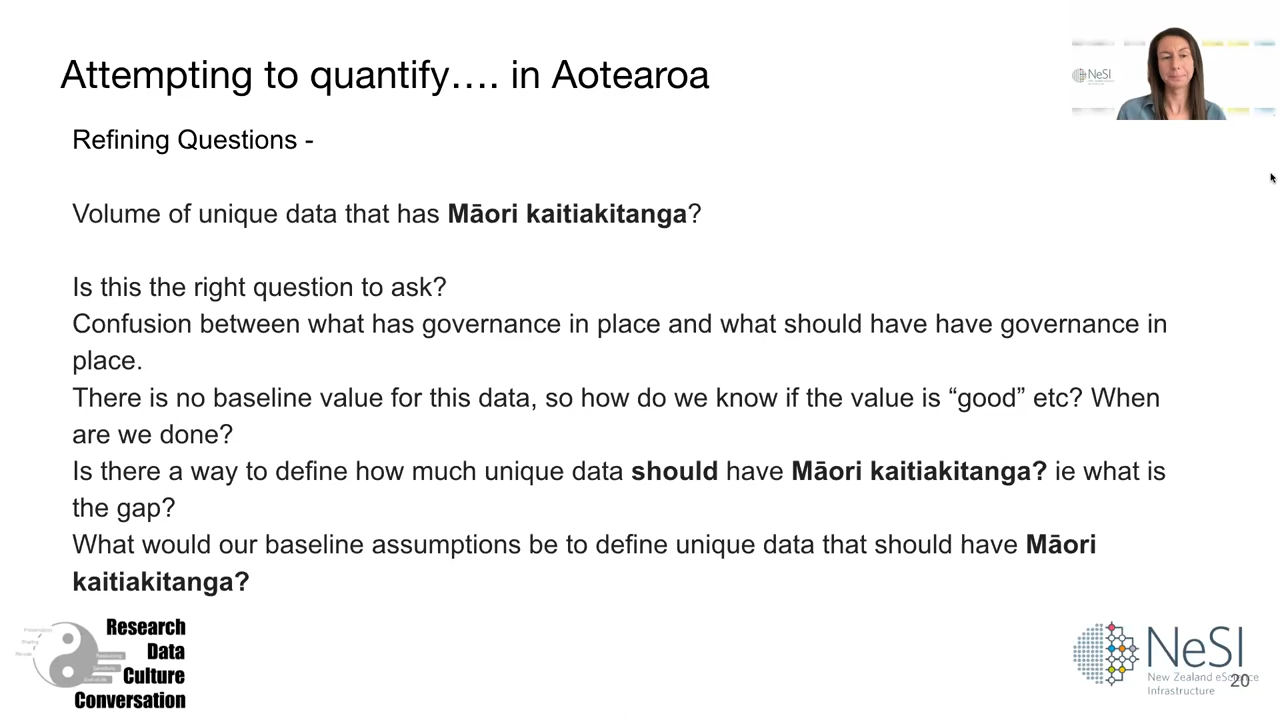 Attempting to quantify…. in Aotearoa
NeSI
Refining Questions -
Volume of unique data that has Māori kaitiakitanga?
Is this the right question to ask?
Confusion between what has governance in place and what should have have governance in
place.
There is no baseline value for this data, so how do we know if the value is “good” etc? When
are we done?
Is there a way to define how much unique data should have Māori kaitiakitanga? ie what is
the gap?
What would our baseline assumptions be to define unique data that should have Māori
kaitiakitanga?
Research
Data
Culture
Conversation
NeSI
New Zealand eScience
Infrastructure
20